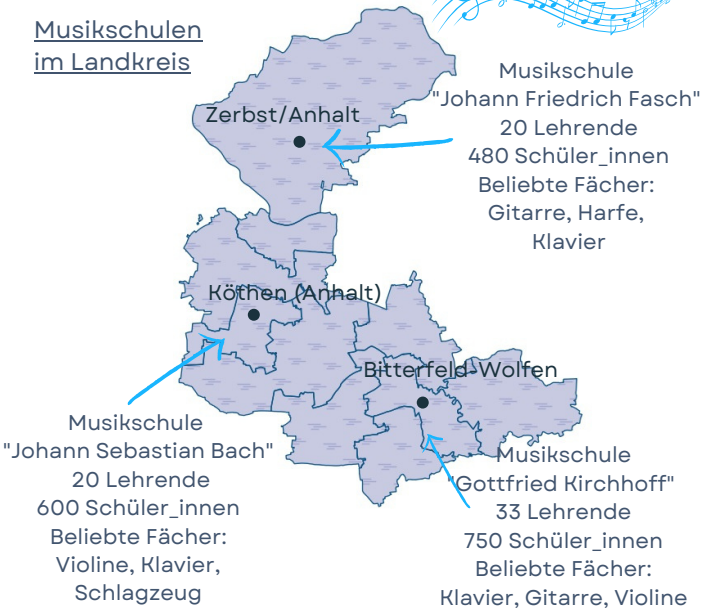 Musikschulen
im Landkreis
Musikschule
"Johann Friedrich Fasch"
20 Lehrende
480 Schüler_innen
Beliebte Fächer:
Gitarre, Harfe,
Klavier
Zerbst/Anhalt
Köthen (Anhalt)
Bitterfeld-Wolfen
Musikschule
"Johann Sebastian Bach"
20 Lehrende
600 Schüler_innen
Beliebte Fächer:
Violine, Klavier,
Schlagzeug
Musikschule
"Gottfried Kirchhoff"
33 Lehrende
750 Schüler_innen
Beliebte Fächer:
Klavier, Gitarre, Violine